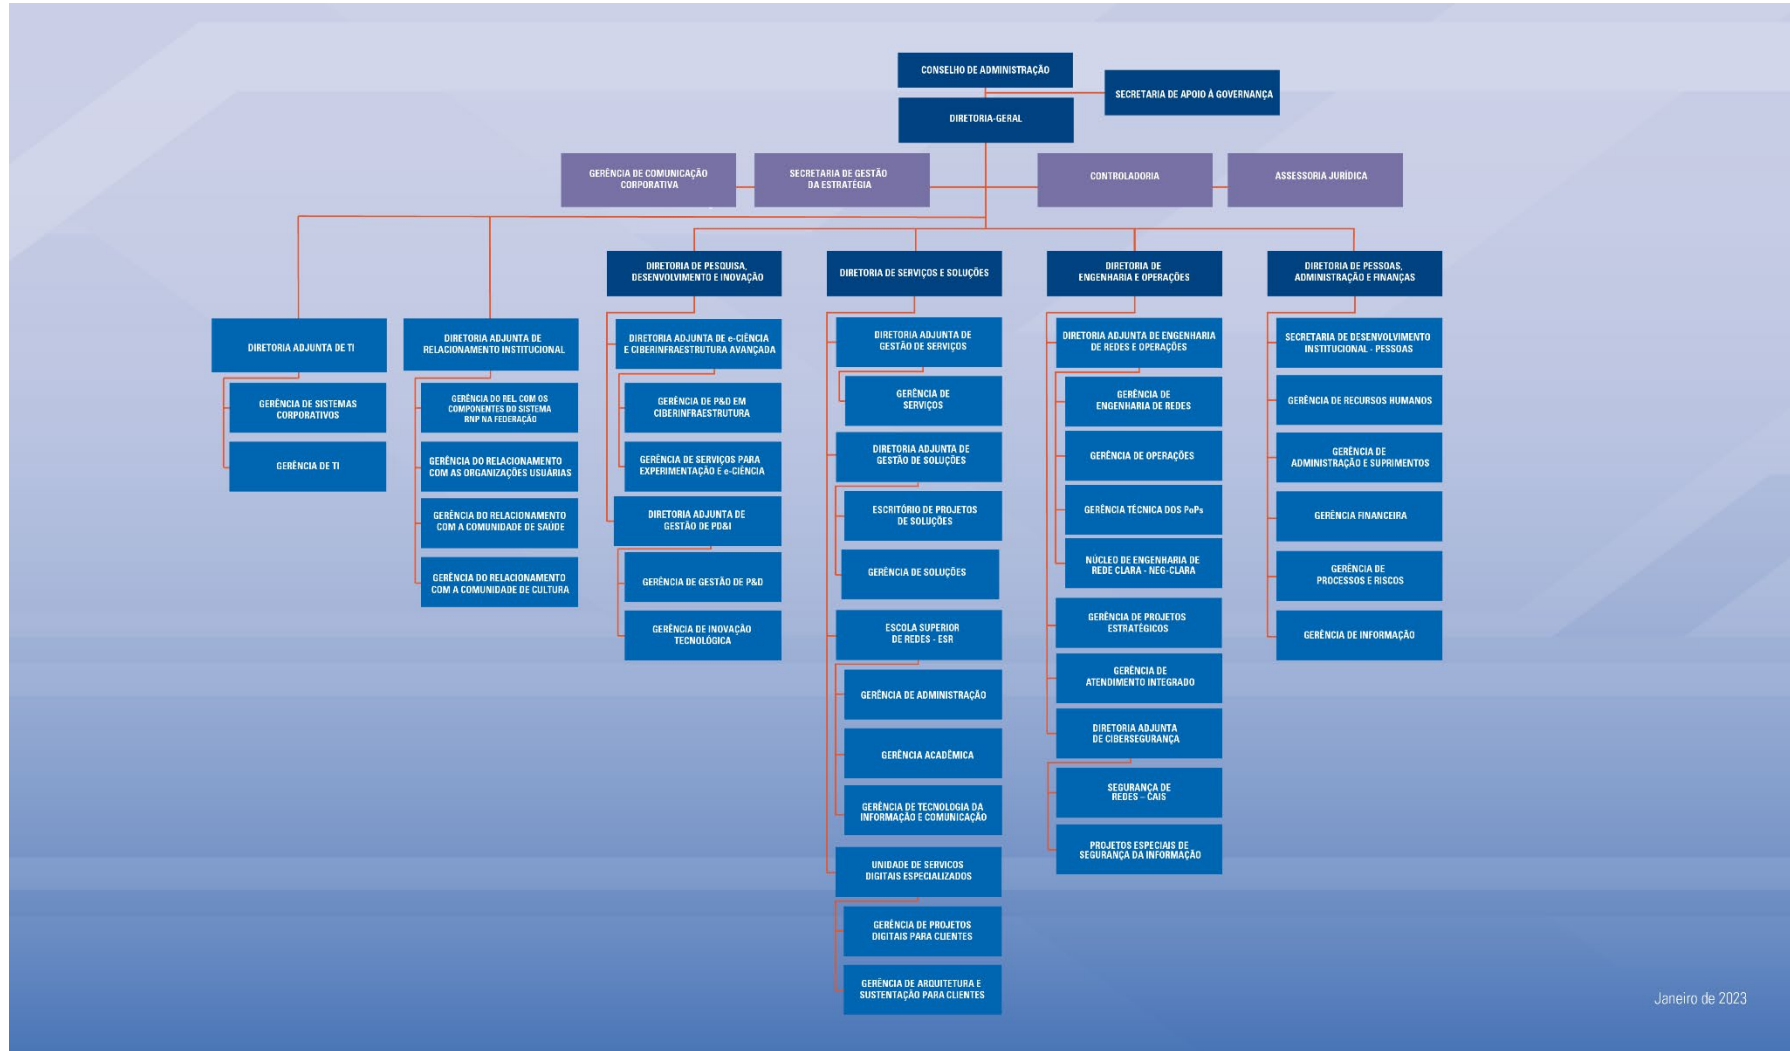 CONSELHO DE ADMINISTRAÇÃO
SECRETARIA DE APOIO À GOVERNANÇA
DIRETORIA-GERAL
GERÊNCIA DE COMUNICAÇÃO
CORPORATIVA
SECRETARIA DE GESTÃO
DA ESTRATÉGIA
CONTROLADORIA
ASSESSORIA JURÍDICA
DIRETORIA ADJUNTA DE TI
GERÊNCIA DE SISTEMAS
CORPORATIVOS
GERÊNCIA DE TI
DIRETORIA ADJUNTA DE
RELACIONAMENTO INSTITUCIONAL
GERÊNCIA DO REL. COM OS
COMPONENTES DO SISTEMA
RNP NA FEDERAÇÃO
GERÊNCIA DO RELACIONAMENTO
COM AS ORGANIZAÇÕES USUÁRIAS
GERÊNCIA DO RELACIONAMENTO
COM A COMUNIDADE DE SAÚDE
GERÊNCIA DO RELACIONAMENTO
COM A COMUNIDADE DE CULTURA
DIRETORIA DE PESQUISA,
DESENVOLVIMENTO E INOVAÇÃO
DIRETORIA ADJUNTA DE e-CIÊNCIA
E CIBERINFRAESTRUTURA AVANÇADA
GERÊNCIA DE P&D EM
CIBERINFRAESTRUTURA
GERÊNCIA DE SERVIÇOS PARA
EXPERIMENTAÇÃO E e-CIÊNCIA
DIRETORIA ADJUNTA DE
GESTÃO DE PD&I
GERÊNCIA DE GESTÃO DE P&D
GERÊNCIA DE INOVAÇÃO
TECNOLÓGICA
DIRETORIA DE SERVIÇOS E SOLUÇÕES
DIRETORIA ADJUNTA DE
GESTÃO DE SERVIÇOS
GERÊNCIA DE
SERVIÇOS
DIRETORIA ADJUNTA DE
GESTÃO DE SOLUÇÕES
ESCRITÓRIO DE PROJETOS
DE SOLUÇÕES
GERÊNCIA DE SOLUÇÕES
ESCOLA SUPERIOR
DE REDES - ESR
GERÊNCIA DE ADMINISTRAÇÃO
GERÊNCIA ACADÊMICA
GERÊNCIA DE TECNOLOGIA DA
INFORMAÇÃO E COMUNICAÇÃO
UNIDADE DE SERVICOS
DIGITAIS ESPECIALIZADOS
GERÊNCIA DE PROJETOS
DIGITAIS PARA CLIENTES
GERÊNCIA DE ARQUITETURA E
SUSTENTAÇÃO PARA CLIENTES
DIRETORIA DE
ENGENHARIA E OPERAÇÕES
DIRETORIA ADJUNTA DE ENGENHARIA
DE REDES E OPERAÇÕES
GERÊNCIA DE
ENGENHARIA DE REDES
GERÊNCIA DE OPERAÇÕES
GERÊNCIA TÉCNICA DOS PoPs
NÚCLEO DE ENGENHARIA DE
REDE CLARA - NEG-CLARA
GERÊNCIA DE PROJETOS
ESTRATÉGICOS
GERÊNCIA DE
ATENDIMENTO INTEGRADO
DIRETORIA ADJUNTA
DE CIBERSEGURANÇA
SEGURANÇA DE
REDES – CAIS
PROJETOS ESPECIAIS DE
SEGURANÇA DA INFORMAÇÃO
DIRETORIA DE PESSOAS,
ADMINISTRAÇÃO E FINANÇAS
SECRETARIA DE DESENVOLVIMENTO
INSTITUCIONAL - PESSOAS
GERÊNCIA DE RECURSOS HUMANOS
GERÊNCIA DE
ADMINISTRAÇÃO E SUPRIMENTOS
GERÊNCIA FINANCEIRA
GERÊNCIA DE
PROCESSOS E RISCOS
GERÊNCIA DE INFORMAÇÃO
Janeiro de 2023